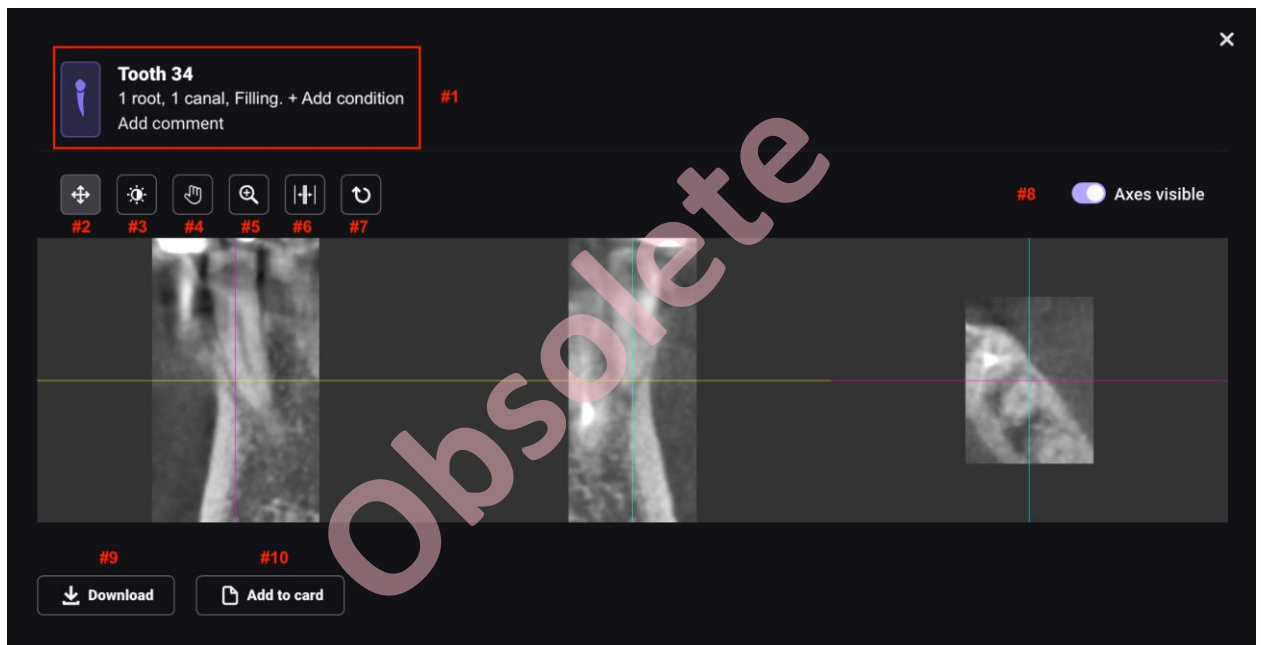 Tooth 34
1 root, 1 canal, Filling. + Add condition
Add comment
#1
#2
#3
#4
#5
#6
#7
#8
Axes visible
Obsolete
#9
#10
Download
Add to card